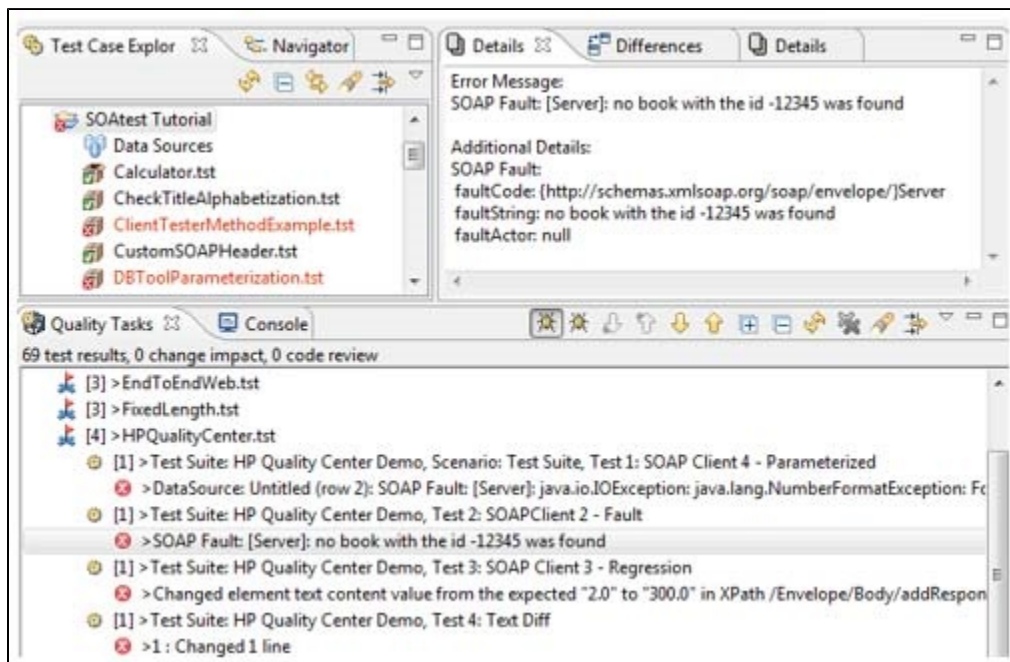 Test Case Explor
Navigator
SOAtest Tutorial
Data Sources
Calculator.tst
CheckTitleAlphabetization.tst
ClientTesterMethodExample.tst
CustomSOAPHeader.tst
DBToolParameterization.tst
Details
Differences
Details
Error Message:
SOAP Fault: [Server]: no book with the id -12345 was found
Additional Details:
SOAP Fault:
faultCode: {http://schemas.xmlsoap.org/soap/envelope/}Server
faultString: no book with the id -12345 was found
faultActor: null
Quality Tasks
Console
69 test results, 0 change impact, 0 code review
[3] >EndToEndWeb.tst
[3] >FixedLength.tst
[4] >HPQualityCenter.tst
[1] >Test Suite: HP Quality Center Demo, Scenario: Test Suite, Test 1: SOAP Client 4 - Parameterized
>DataSource: Untitled (row 2): SOAP Fault: [Server]: java.io.IOException: java.lang.NumberFormatException: Fo
[1] >Test Suite: HP Quality Center Demo, Test 2: SOAPClient 2 - Fault
>SOAP Fault: [Server]: no book with the id -12345 was found
[1] >Test Suite: HP Quality Center Demo, Test 3: SOAP Client 3 - Regression
>Changed element text content value from the expected "2.0" to "300.0" in XPath /Envelope/Body/addRespon
[1] >Test Suite: HP Quality Center Demo, Test 4: Text Diff
>1 : Changed 1 line